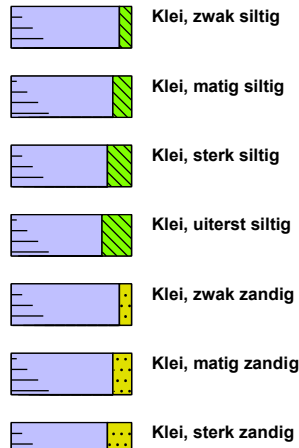 Klei, zwak siltig
Klei, matig siltig
Klei, sterk siltig
Klei, uiterst siltig
Klei, zwak zandig
Klei, matig zandig
Klei, sterk zandig